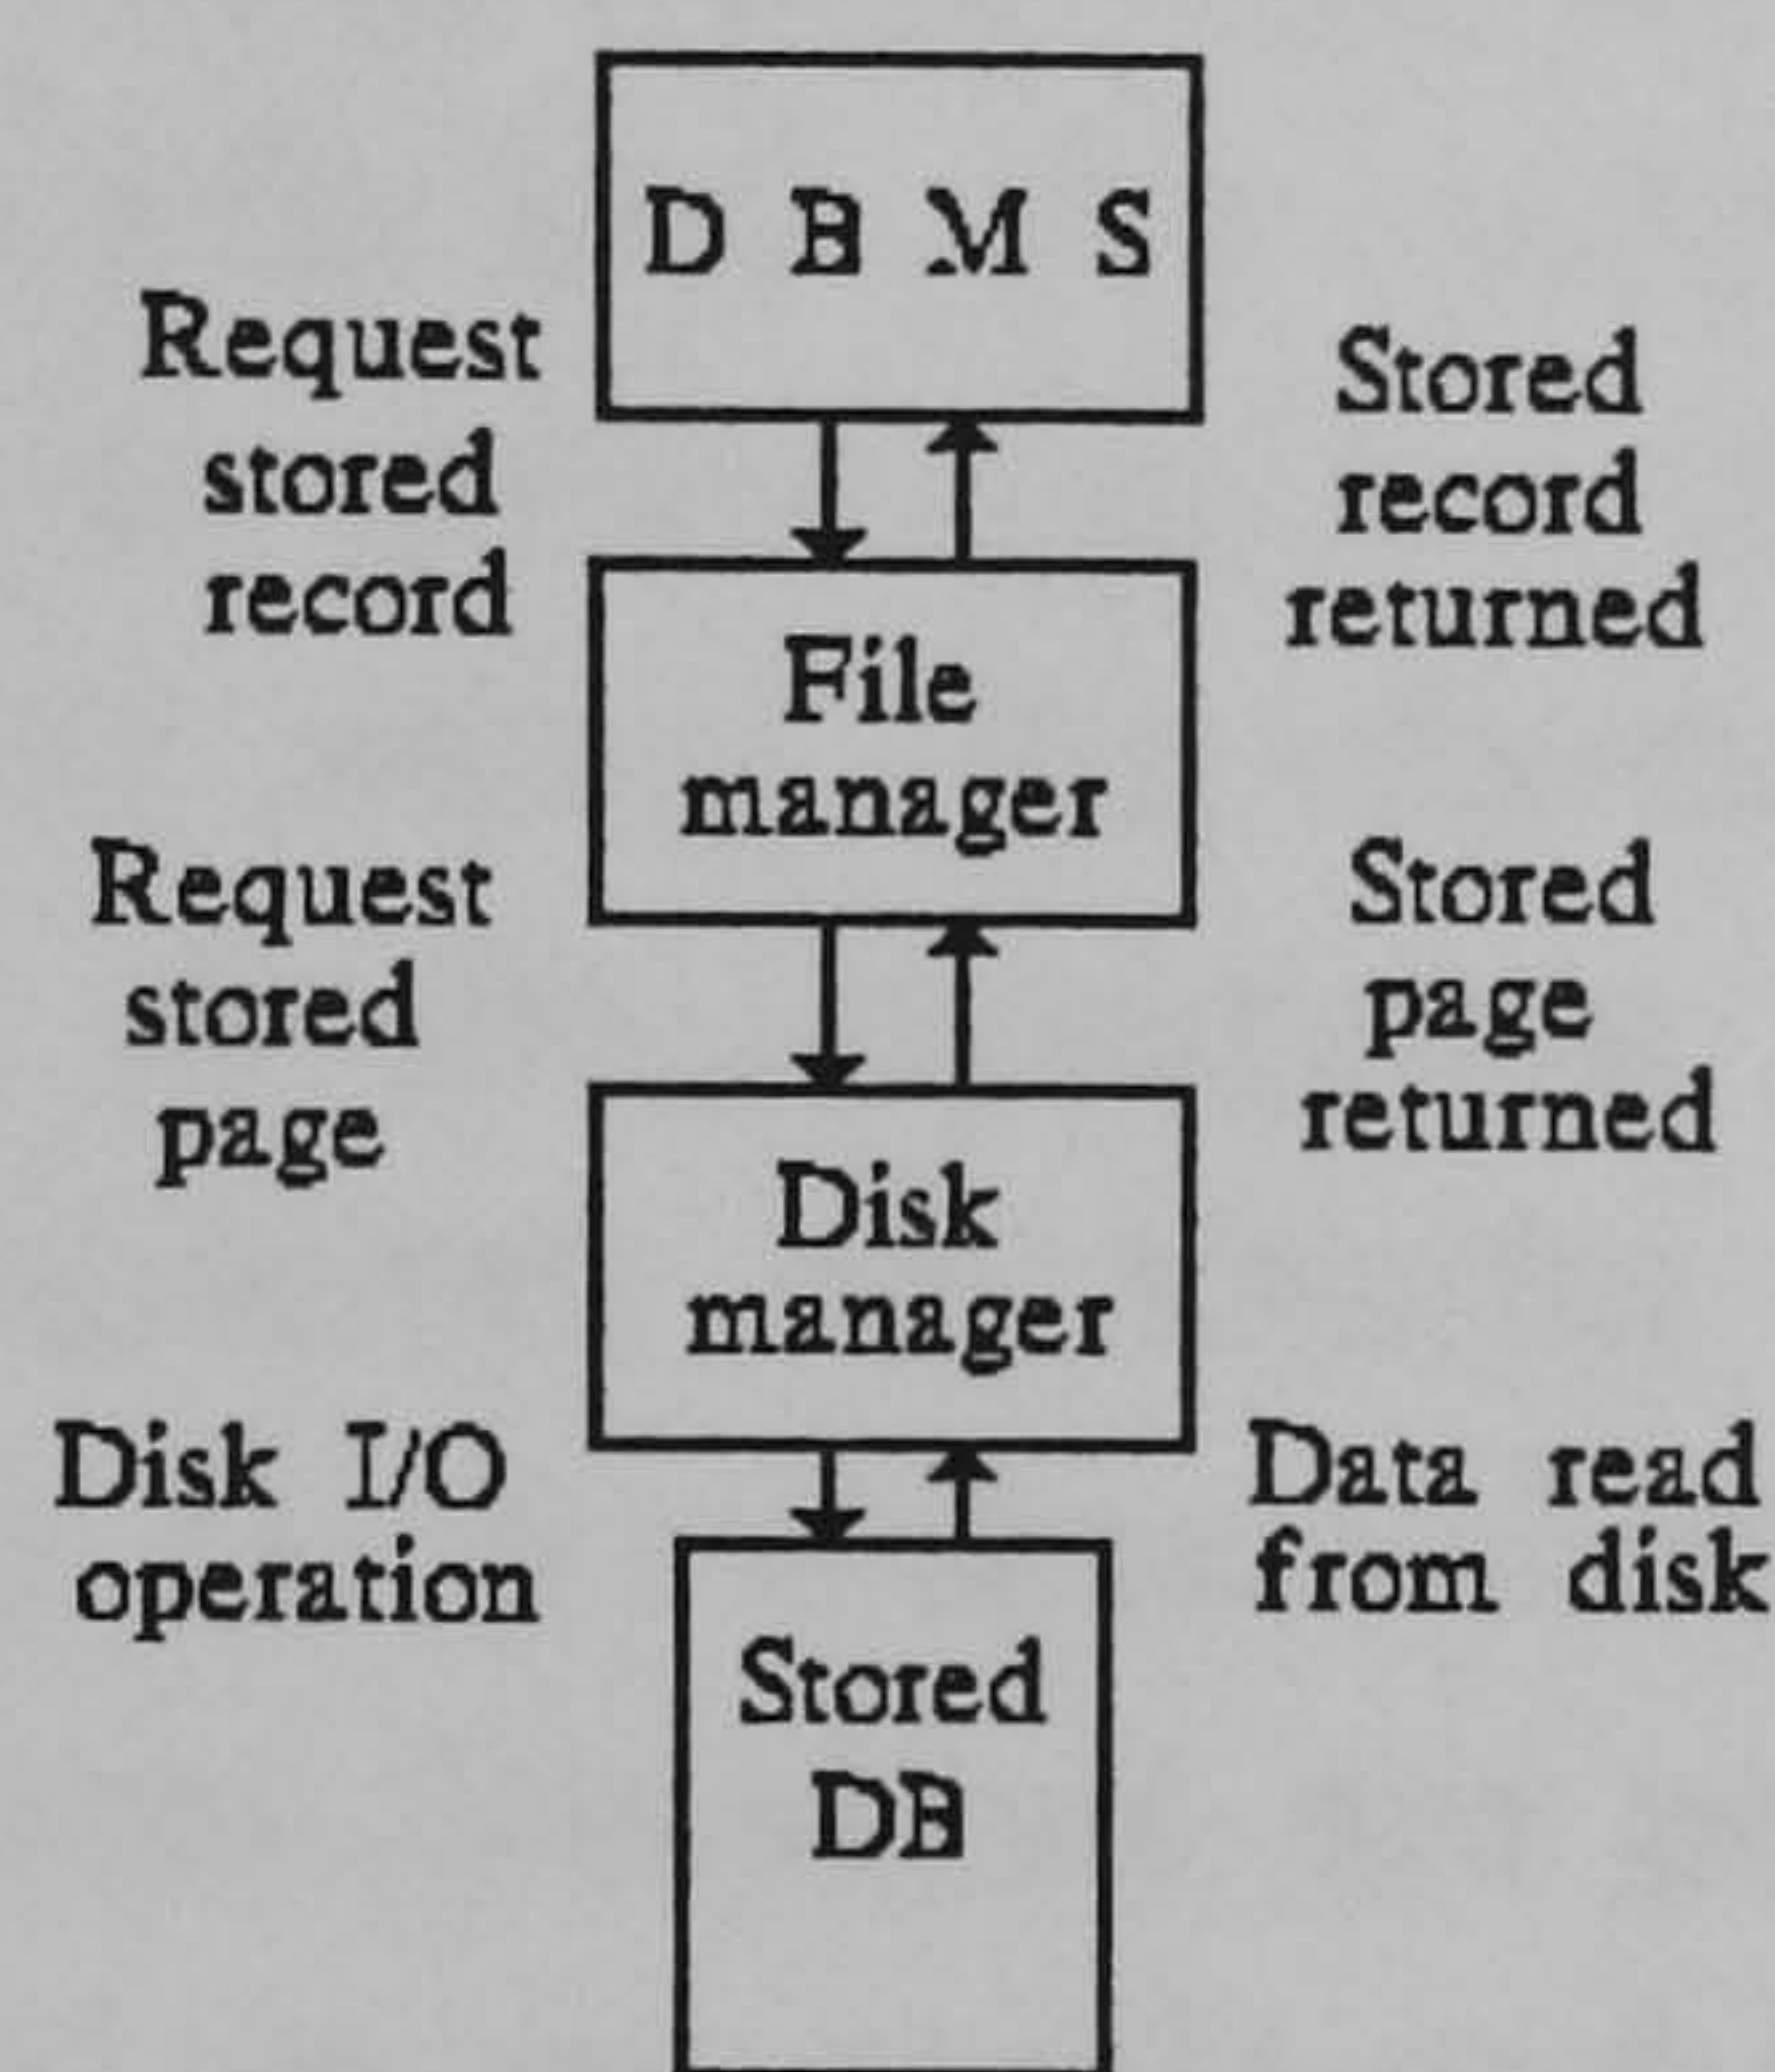 D B M S
Request
stored
record
Stored
record
returned
File
manager
Request
stored
page
Stored
page
returned
Disk
manager
Disk I/O
operation
Data read
from disk
Stored
DB